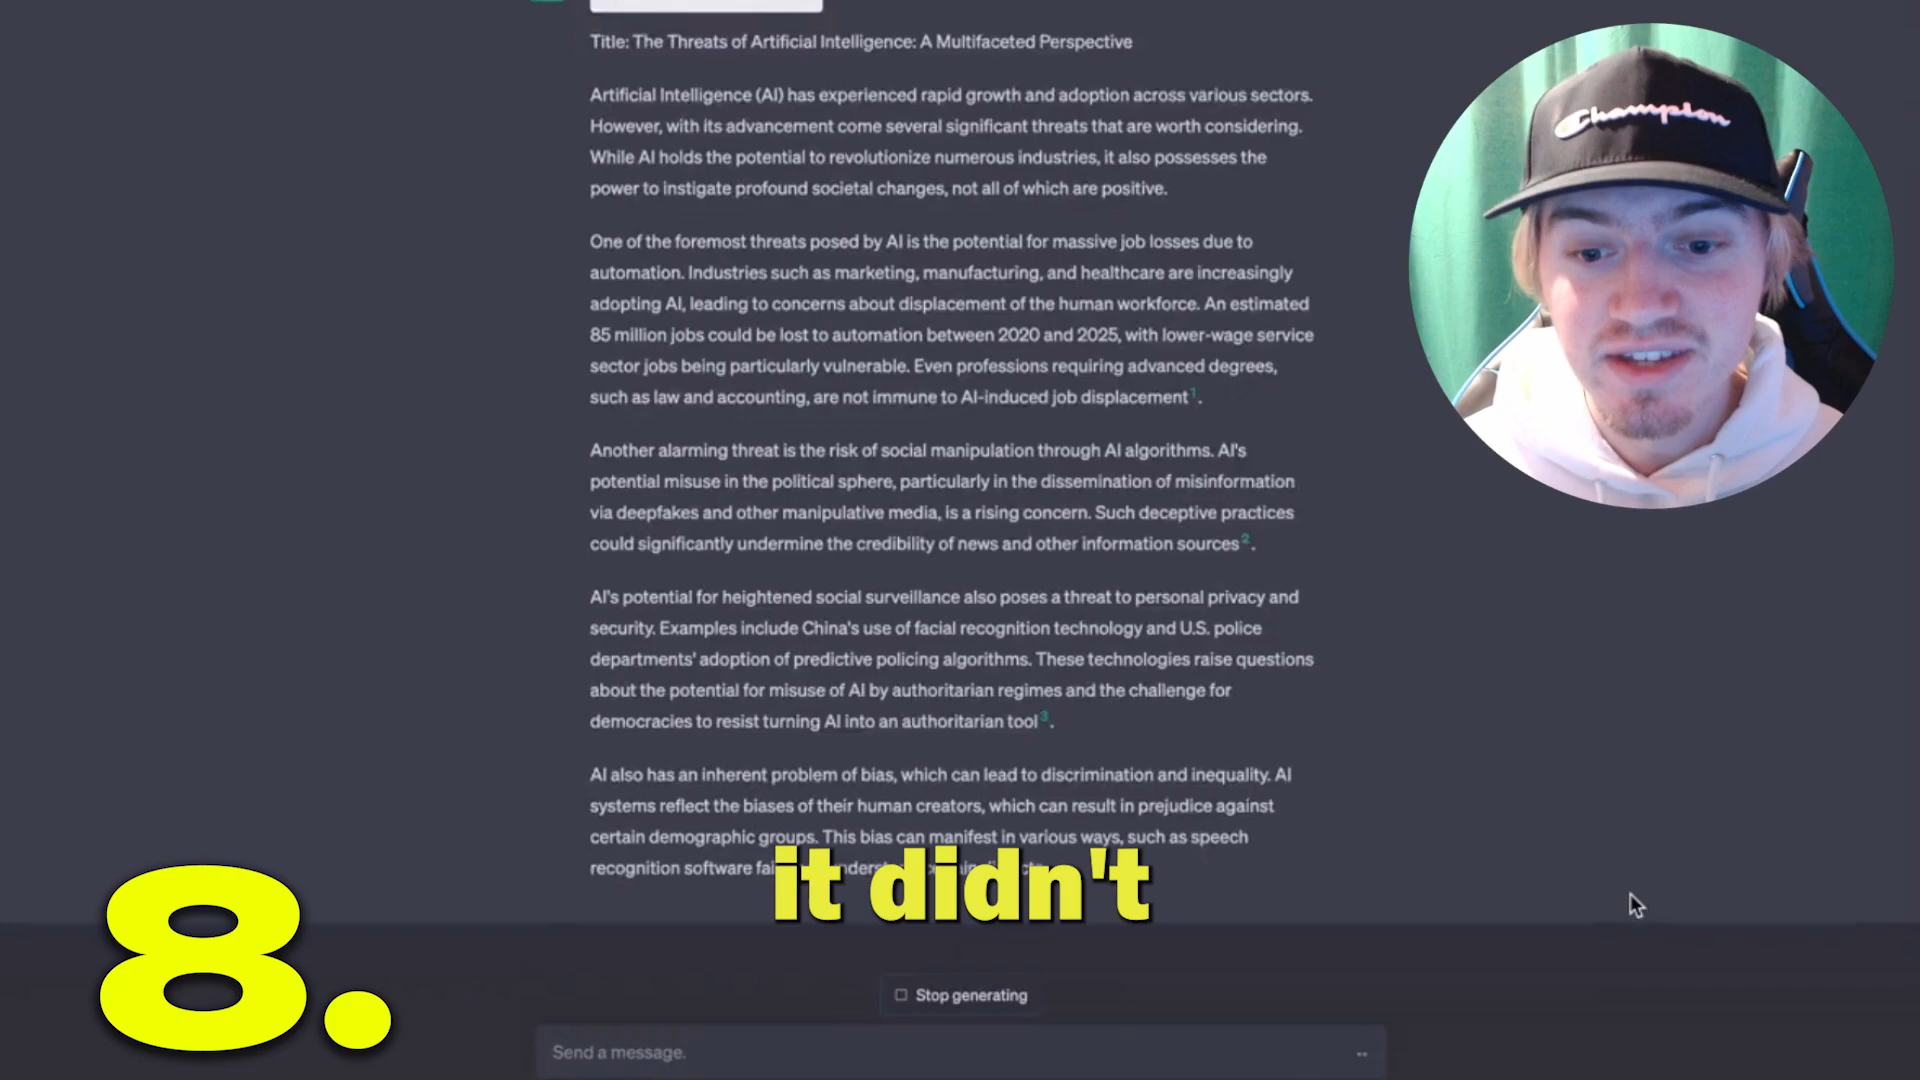 Title: The Threats of Artificial Intelligence: A Multifaceted Perspective
Artificial Intelligence (AI) has experienced rapid growth and adoption across various sectors.
However, with its advancement come several significant threats that are worth considering.
While AI holds the potential to revolutionize numerous industries, it also possesses the
power to instigate profound societal changes, not all of which are positive.
One of the foremost threats posed by AI is the potential for massive job losses due to
automation. Industries such as marketing, manufacturing, and healthcare are increasingly
adopting AI, leading to concerns about displacement of the human workforce. An estimated
85 million jobs could be lost to automation between 2020 and 2025, with lower-wage service
sector jobs being particularly vulnerable. Even professions requiring advanced degrees,
such as law and accounting, are not immune to AI-induced job displacement1.
Another alarming threat is the risk of social manipulation through AI algorithms. AI's
potential misuse in the political sphere, particularly in the dissemination of misinformation
via deepfakes and other manipulative media, is a rising concern. Such deceptive practices
could significantly undermine the credibility of news and other information sources2.
AI's potential for heightened social surveillance also poses a threat to personal privacy and
security. Examples include China's use of facial recognition technology and U.S. police
departments' adoption of predictive policing algorithms. These technologies raise questions
about the potential for misuse of AI by authoritarian regimes and the challenge for
democracies to resist turning AI into an authoritarian tool3.
AI also has an inherent problem of bias, which can lead to discrimination and inequality. AI
systems reflect the biases of their human creators, which can result in prejudice against
certain demographic groups. This bias can manifest in various ways, such as speech
recognition software
it didn't
8.
Stop generating
Send a message.
Champion